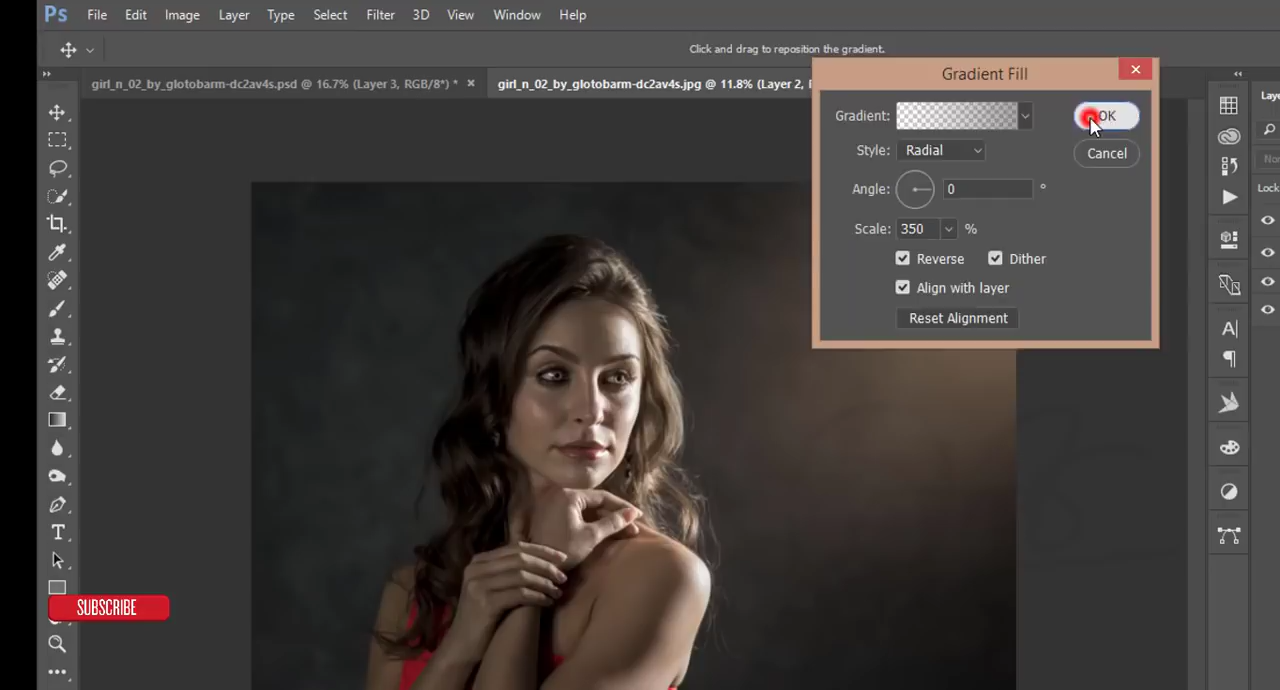 Ps File Edit Image Layer Type Select Filter 3D View Window Help
Click and drag to reposition the gradient.
girl_n_02_by_glotobarm-dc2av4s.psd @ 16.7% (Layer 3, RGB/8*) * ×
girl_n_02_by_glotobarm-dc2av4s.jpg @ 11.8% (Layer 2,
Gradient Fill
Gradient: OK
Style: Radial Cancel
Angle: 0 °
Scale: 350 %
Reverse Dither
Align with layer
Reset Alignment
Lock
SUBSCRIBE